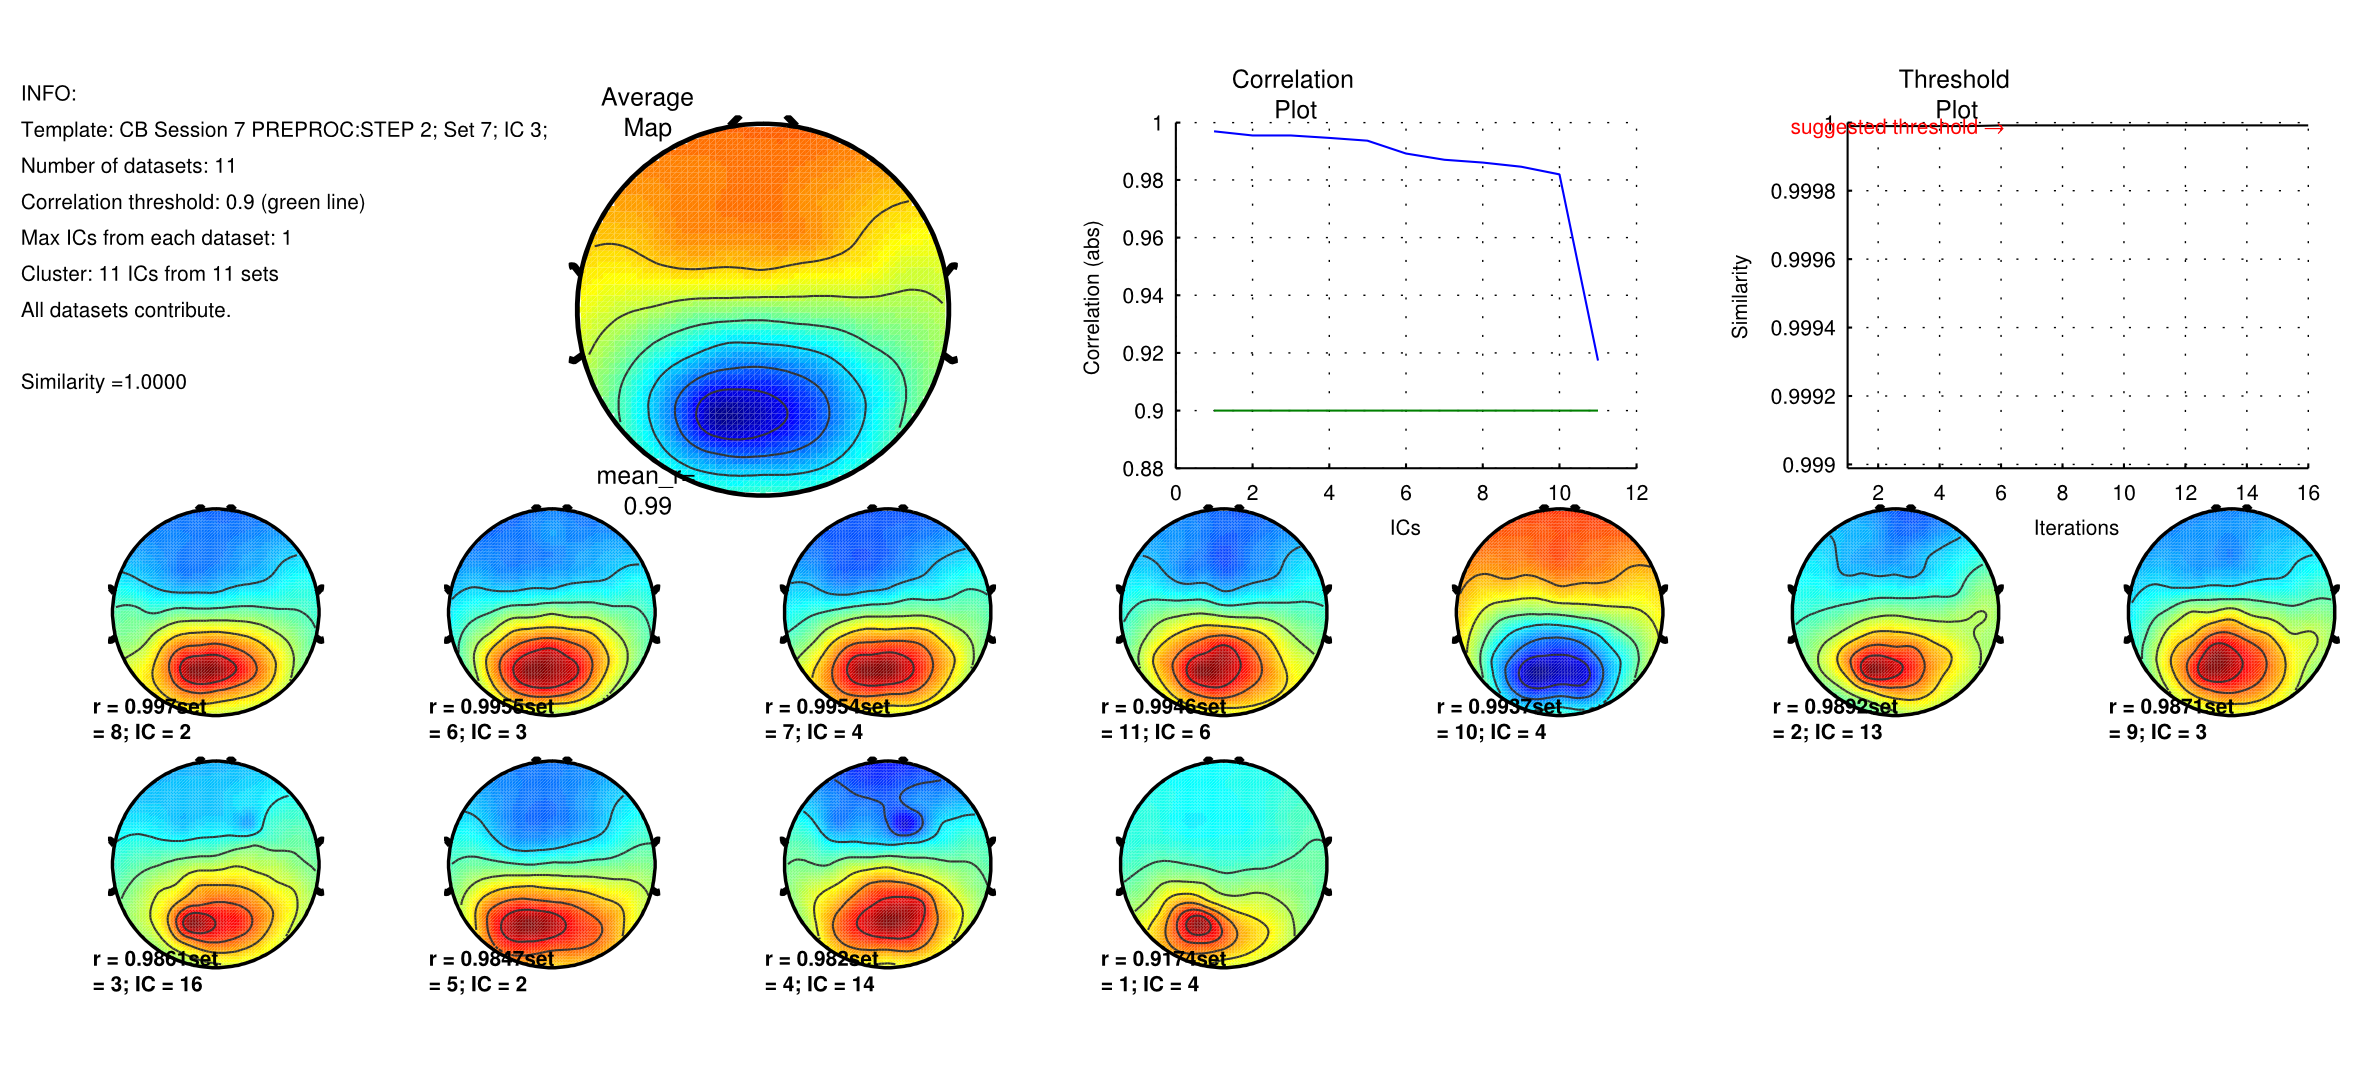 INFO:
Template: CB Session 7 PREPROC:STEP 2; Set 7; IC 3;
Number of datasets: 11
Correlation threshold: 0.9 (green line)
Max ICs from each dataset: 1
Cluster: 11 ICs from 11 sets
All datasets contribute.
Similarity =1.0000
Average
Map
mean_r=
0.99
Correlation
Plot
1
0.98
0.96
0.94
0.92
0.9
0.88
Correlation (abs)
0 2 4 6 8 10 12
ICs
Threshold
Plot
suggested threshold →
1
0.9998
0.9996
0.9994
0.9992
0.999
Similarity
2 4 6 8 10 12 14 16
Iterations
r = 0.997set
= 8; IC = 2
r = 0.9956set
= 6; IC = 3
r = 0.9954set
= 7; IC = 4
r = 0.9946set
= 11; IC = 6
r = 0.9937set
= 10; IC = 4
r = 0.9892set
= 2; IC = 13
r = 0.9871set
= 9; IC = 3
r = 0.9861set
= 3; IC = 16
r = 0.9847set
= 5; IC = 2
r = 0.982set
= 4; IC = 14
r = 0.9174set
= 1; IC = 4